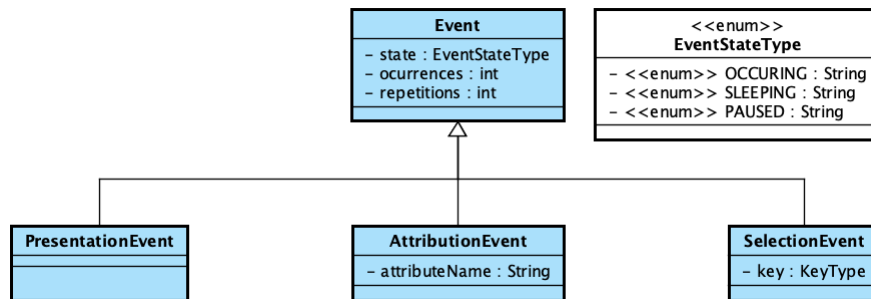 Event
- state : EventStateType
- ocurrences : int
- repetitions : int
<<enum>>
EventStateType
- <<enum>> OCCURING : String
- <<enum>> SLEEPING : String
- <<enum>> PAUSED : String
PresentationEvent
AttributionEvent
- attributeName : String
SelectionEvent
- key : KeyType